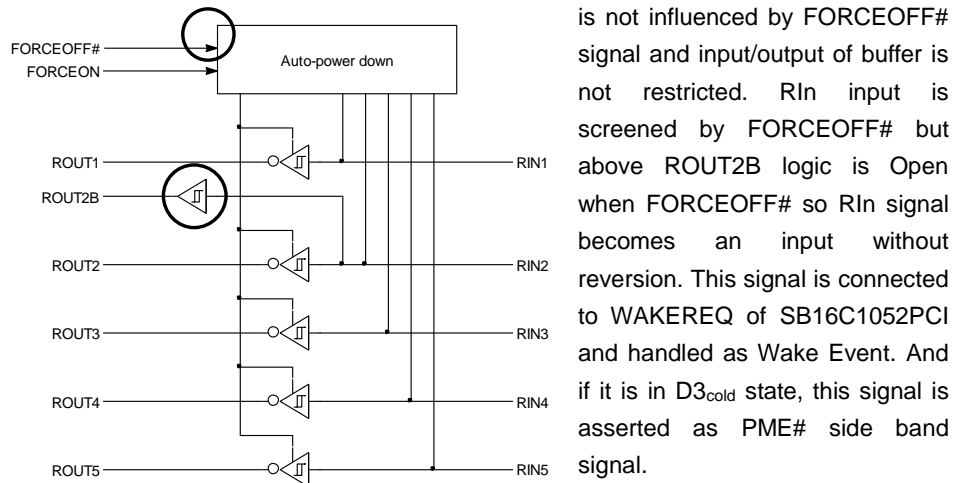 FORCEOFF#
FORCEON
Auto-power down
ROUT1
RIN1
ROUT2B
ROUT2
RIN2
ROUT3
RIN3
ROUT4
RIN4
ROUT5
RIN5
is not influenced by FORCEOFF#
signal and input/output of buffer is
not restricted. RIn input is
screened by FORCEOFF# but
above ROUT2B logic is Open
when FORCEOFF# so RIn signal
becomes an input without
reversion. This signal is connected
to WAKEREQ of SB16C1052PCI
and handled as Wake Event. And
if it is in D3cold state, this signal is
asserted as PME# side band
signal.